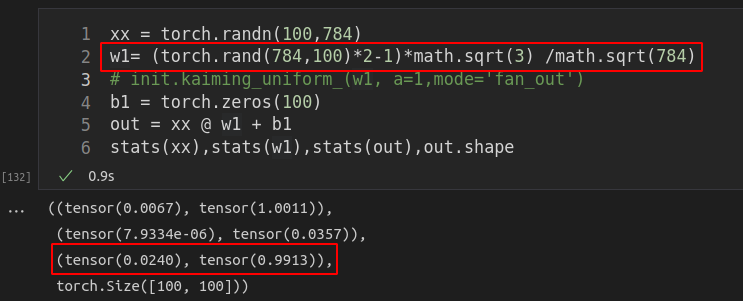 1 xx = torch.randn(100,784)
2 w1= (torch.rand(784,100)*2-1)*math.sqrt(3) /math.sqrt(784)
3 # init.kaiming_uniform_(w1, a=1,mode='fan_out')
4 b1 = torch.zeros(100)
5 out = xx @ w1 + b1
6 stats(xx),stats(w1),stats(out),out.shape
[132] ✓ 0.9s
... ((tensor(0.0067), tensor(1.0011)),
(tensor(7.9334e-06), tensor(0.0357)),
(tensor(0.0240), tensor(0.9913)),
torch.Size([100, 100]))